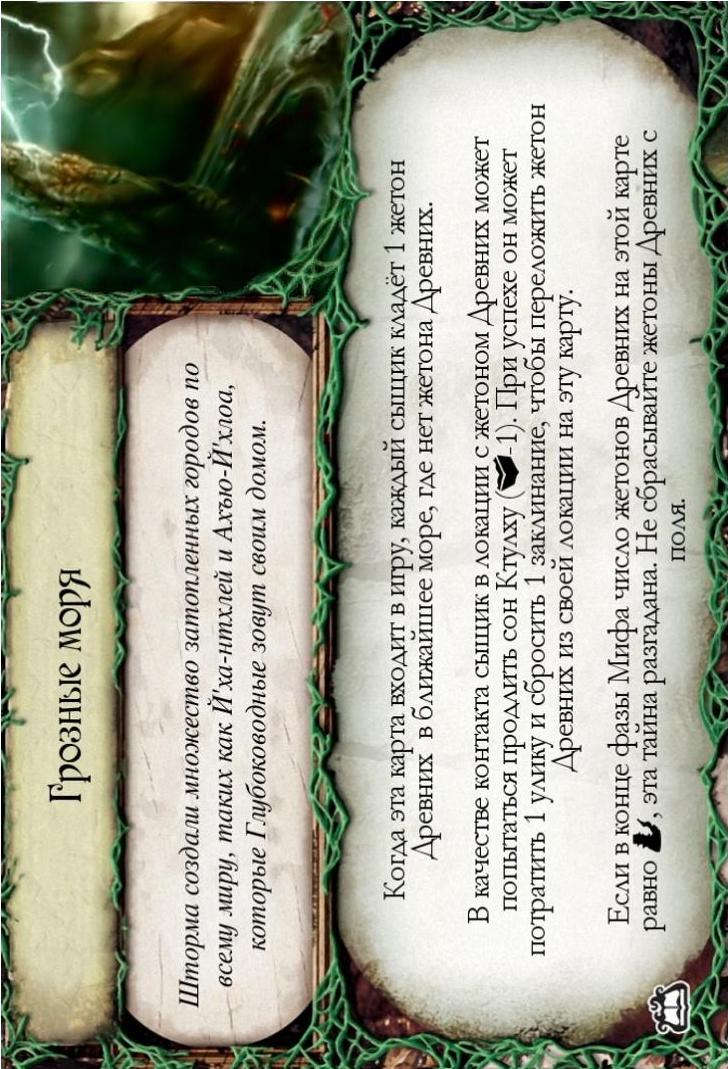 Грозные моря
Шторма создали множество затопленных городов по
всему миру, таких как Й'ха-нтхлей и Ахъю-Й'хлоа,
которые Глубоководные зовут своим домом.
Когда эта карта входит в игру, каждый сыщик кладёт 1 жетон
Древних в ближайшее море, где нет жетона Древних.
В качестве контакта сыщик в локации с жетоном Древних может
попытаться продлить сон Ктулху (-1). При успехе он может
потратить 1 улику и сбросить 1 заклинание, чтобы переложить жетон
Древних из своей локации на эту карту.
Если в конце фазы Мифа число жетонов Древних на этой карте
равно , эта тайна разгадана. Не сбрасывайте жетоны Древних с
поля.